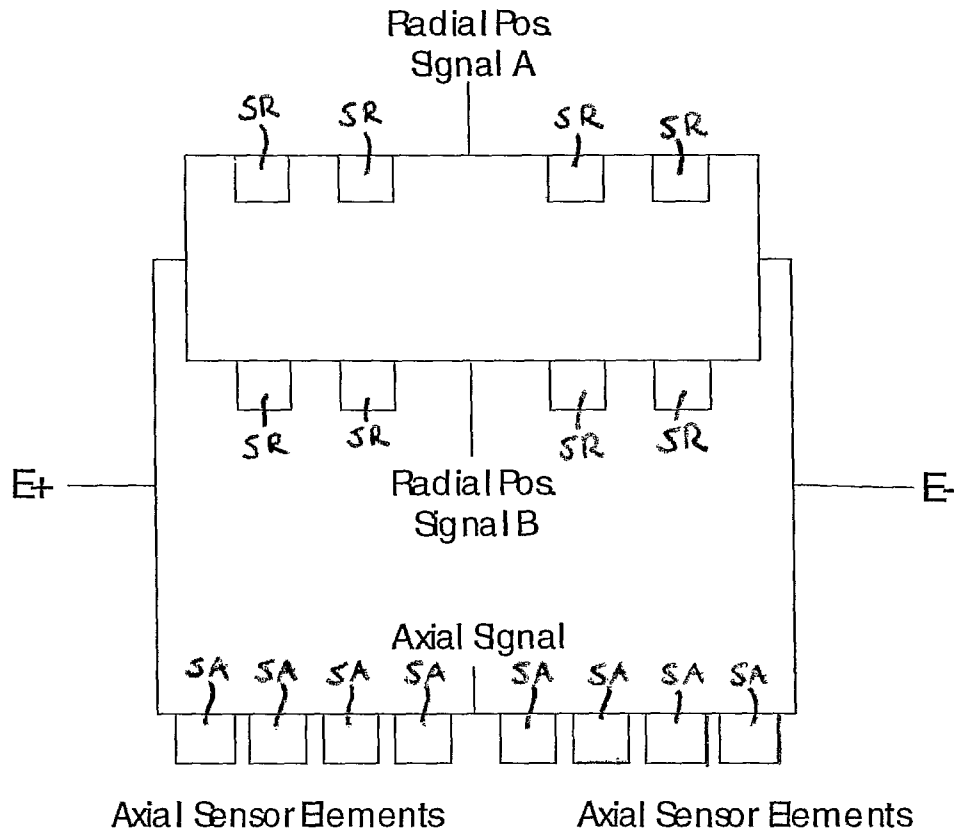 Radial Pos.
Signal A
SR SR SR SR
SR SR SR SR
E+ E-
Radial Pos.
Signal B
Axial Signal
SA SA SA SA SA SA SA SA
Axial Sensor Elements Axial Sensor Elements